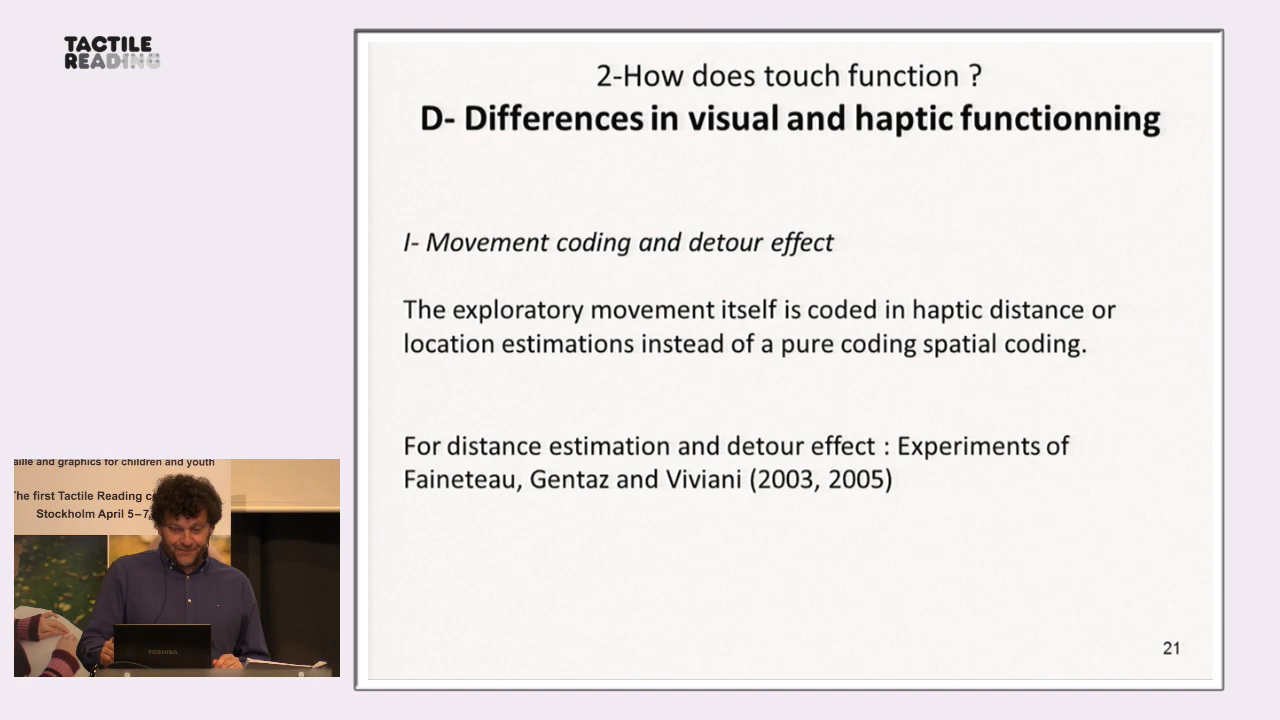 TACTILE
READING
2-How does touch function ?
D- Differences in visual and haptic functionning
I- Movement coding and detour effect
The exploratory movement itself is coded in haptic distance or
location estimations instead of a pure coding spatial coding.
For distance estimation and detour effect : Experiments of
Faineteau, Gentaz and Viviani (2003, 2005)
21
and graphics for children and youth
first Tactile Reading
Stockholm April 5–7,
TOSHIBA